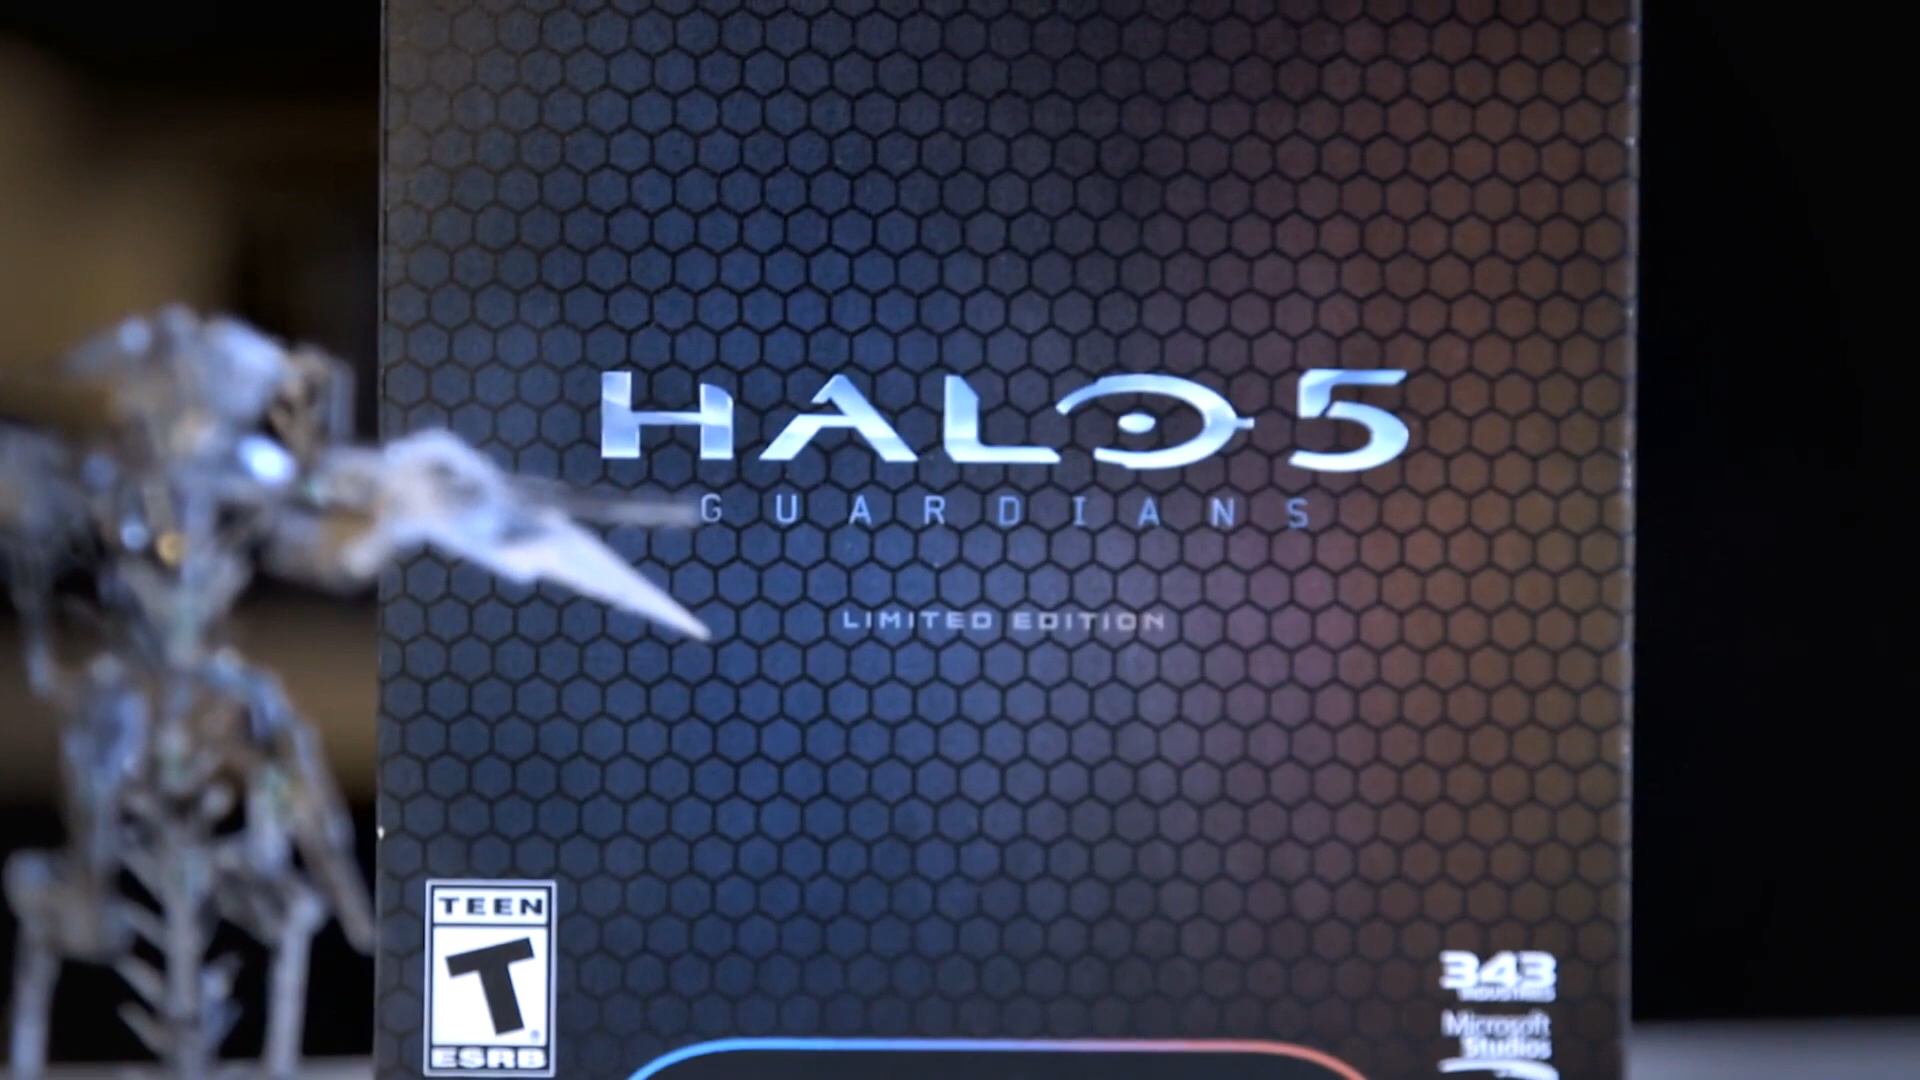 HALO 5
GUARDIANS
LIMITED EDITION
TEEN
T
ESRB
343
INDUSTRIES
Microsoft
Studios